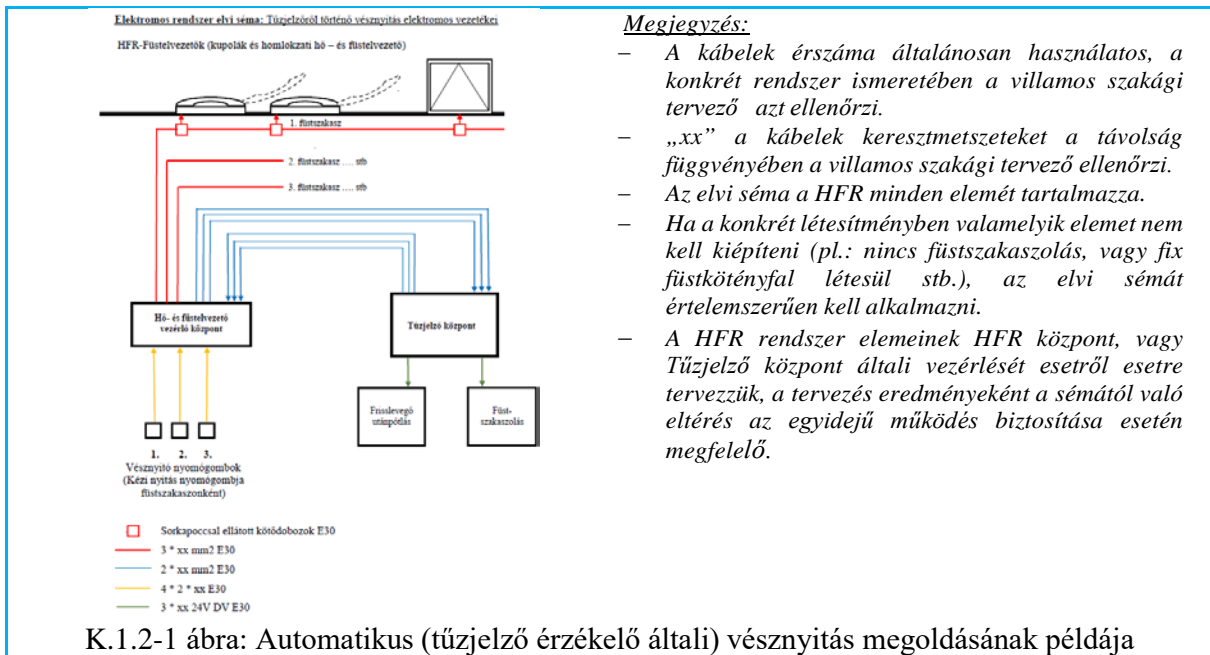 Elektromos rendszer elvi séma: Tűzjelzőről történő vésznyitás elektromos vezetékei
HFR-Füstelvezetők (kupolák és homlokzati hő – és füstelvezető)
1. füstszakasz
2. füstszakasz …. stb
3. füstszakasz …. stb
Hő- és füstelvezető
vezérlő központ
Tűzjelző központ
Frisslevegő
utánpótlás
Füst-
szakaszolás
1. 2. 3.
Vésznyitó nyomógombok
(Kézi nyitás nyomógombja
füstszakaszonként)
Sorkapoccsal ellátott kötődobozok E30
3 * xx mm2 E30
2 * xx mm2 E30
4 * 2 * xx E30
3 * xx 24V DV E30
Megjegyzés:
– A kábelek érszáma általánosan használatos, a
konkrét rendszer ismeretében a villamos szakági
tervező azt ellenőrzi.
– „xx” a kábelek keresztmetszeteket a távolság
függvényében a villamos szakági tervező ellenőrzi.
– Az elvi séma a HFR minden elemét tartalmazza.
– Ha a konkrét létesítményben valamelyik elemet nem
kell kiépíteni (pl.: nincs füstszakaszolás, vagy fix
füstkötényfal létesül stb.), az elvi sémát
értelemszerűen kell alkalmazni.
– A HFR rendszer elemeinek HFR központ, vagy
Tűzjelző központ általi vezérlését esetről esetre
tervezzük, a tervezés eredményeként a sémától való
eltérés az egyidejű működés biztosítása esetén
megfelelő.
K.1.2-1 ábra: Automatikus (tűzjelző érzékelő általi) vésznyitás megoldásának példája